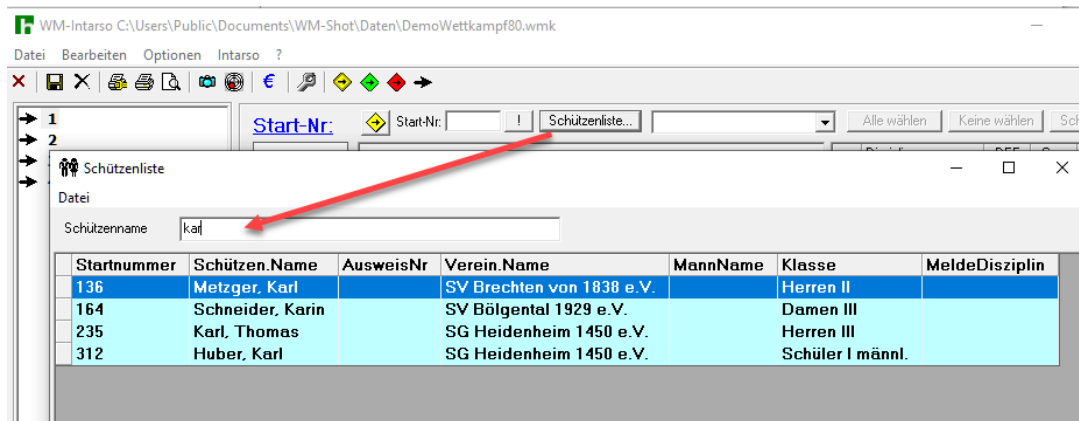 WM-Intarso C:\Users\Public\Documents\WM-Shot\Daten\DemoWettkampf80.wmk
Datei Bearbeiten Optionen Intarso ?
1
Start-Nr: Start-Nr: ! Schützenliste... Alle wählen Keine wählen
2
Schützenliste
Datei
Schützenname kar
Startnummer Schützen.Name AusweisNr Verein.Name MannName Klasse MeldeDisziplin
136 Metzger, Karl SV Brechten von 1838 e.V. Herren II
164 Schneider, Karin SV Bölgental 1929 e.V. Damen III
235 Karl, Thomas SG Heidenheim 1450 e.V. Herren III
312 Huber, Karl SG Heidenheim 1450 e.V. Schüler I männl.